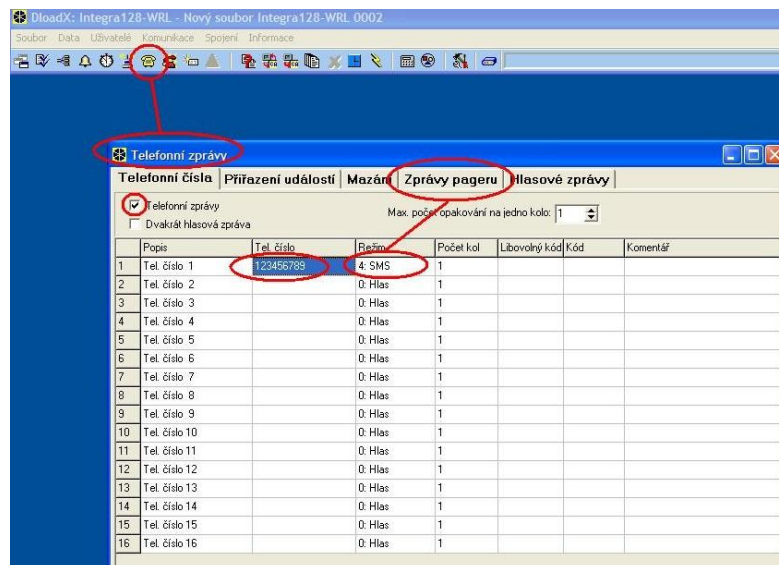 DloadX: Integra128-WRL - Nový soubor Integra128-WRL 0002
Soubor Data Uživatelé Komunikace Spojení Informace
Telefonní zprávy
Telefonní čísla Přiřazení událostí Mazání Zprávy pageru Hlasové zprávy
Telefonní zprávy
Max. počet opakování na jedno kolo: 1
Dvakrát hlasová zpráva
Popis Tel. číslo Režim Počet kol Libovolný kód Kód Komentář
1 Tel. číslo 1 123456789 4: SMS 1
2 Tel. číslo 2 0: Hlas 1
3 Tel. číslo 3 0: Hlas 1
4 Tel. číslo 4 0: Hlas 1
5 Tel. číslo 5 0: Hlas 1
6 Tel. číslo 6 0: Hlas 1
7 Tel. číslo 7 0: Hlas 1
8 Tel. číslo 8 0: Hlas 1
9 Tel. číslo 9 0: Hlas 1
10 Tel. číslo 10 0: Hlas 1
11 Tel. číslo 11 0: Hlas 1
12 Tel. číslo 12 0: Hlas 1
13 Tel. číslo 13 0: Hlas 1
14 Tel. číslo 14 0: Hlas 1
15 Tel. číslo 15 0: Hlas 1
16 Tel. číslo 16 0: Hlas 1